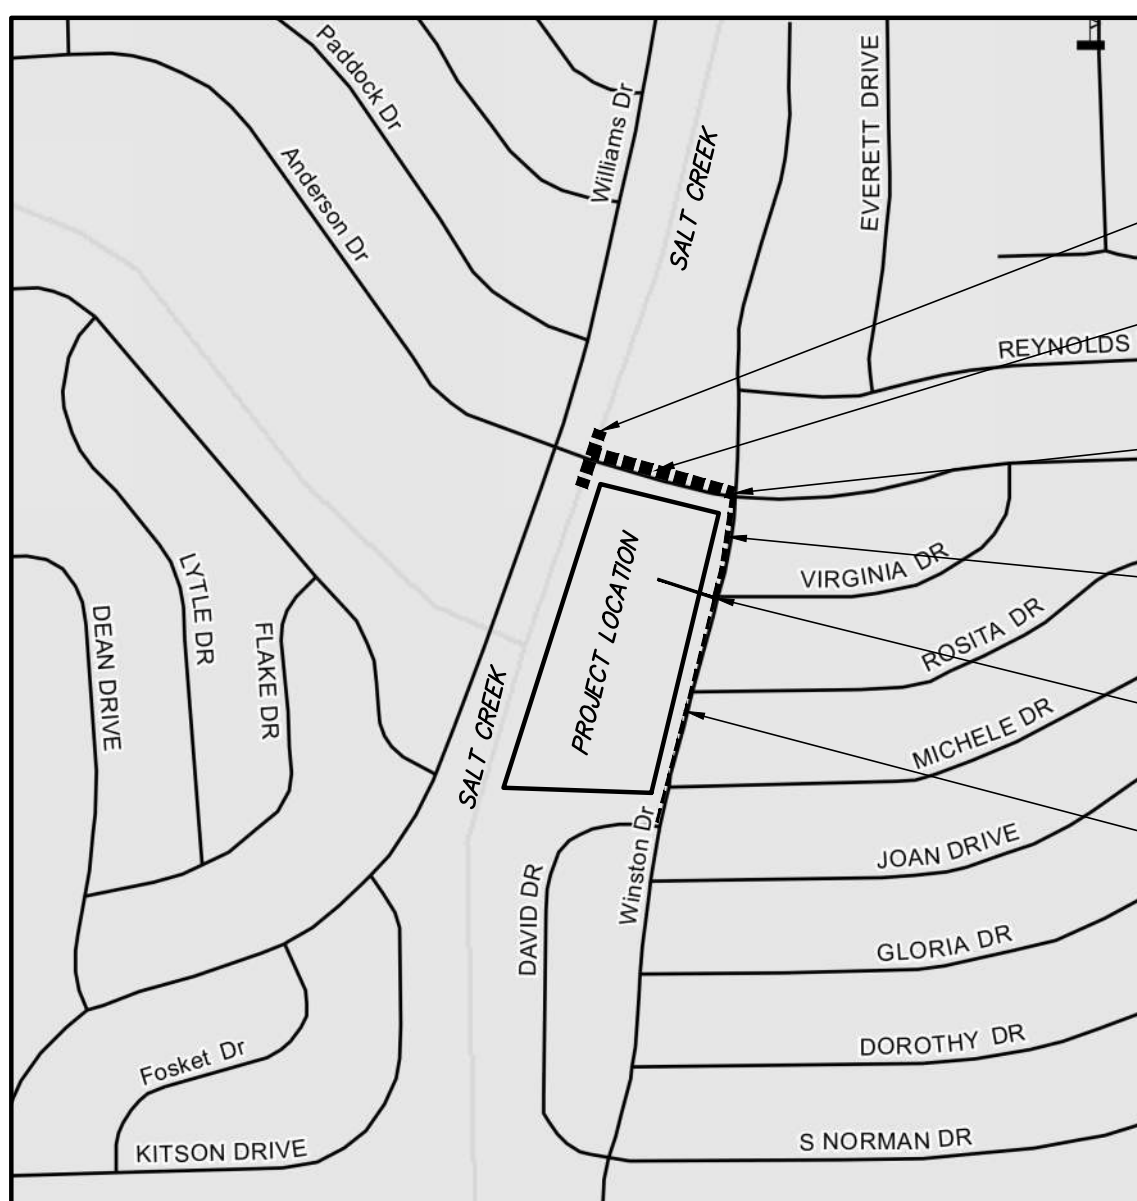 Paddock Dr
Williams Dr
EVERETT DRIVE
SALT CREEK
Anderson Dr
REYNOLDS
VIRGINIA DR
PROJECT LOCATION
LYTLE DR
DEAN DRIVE
FLAKE DR
ROSITA DR
SALT CREEK
MICHELE DR
Winston Dr
JOAN DRIVE
DAVID DR
GLORIA DR
DOROTHY DR
Fosket Dr
S NORMAN DR
KITSON DRIVE